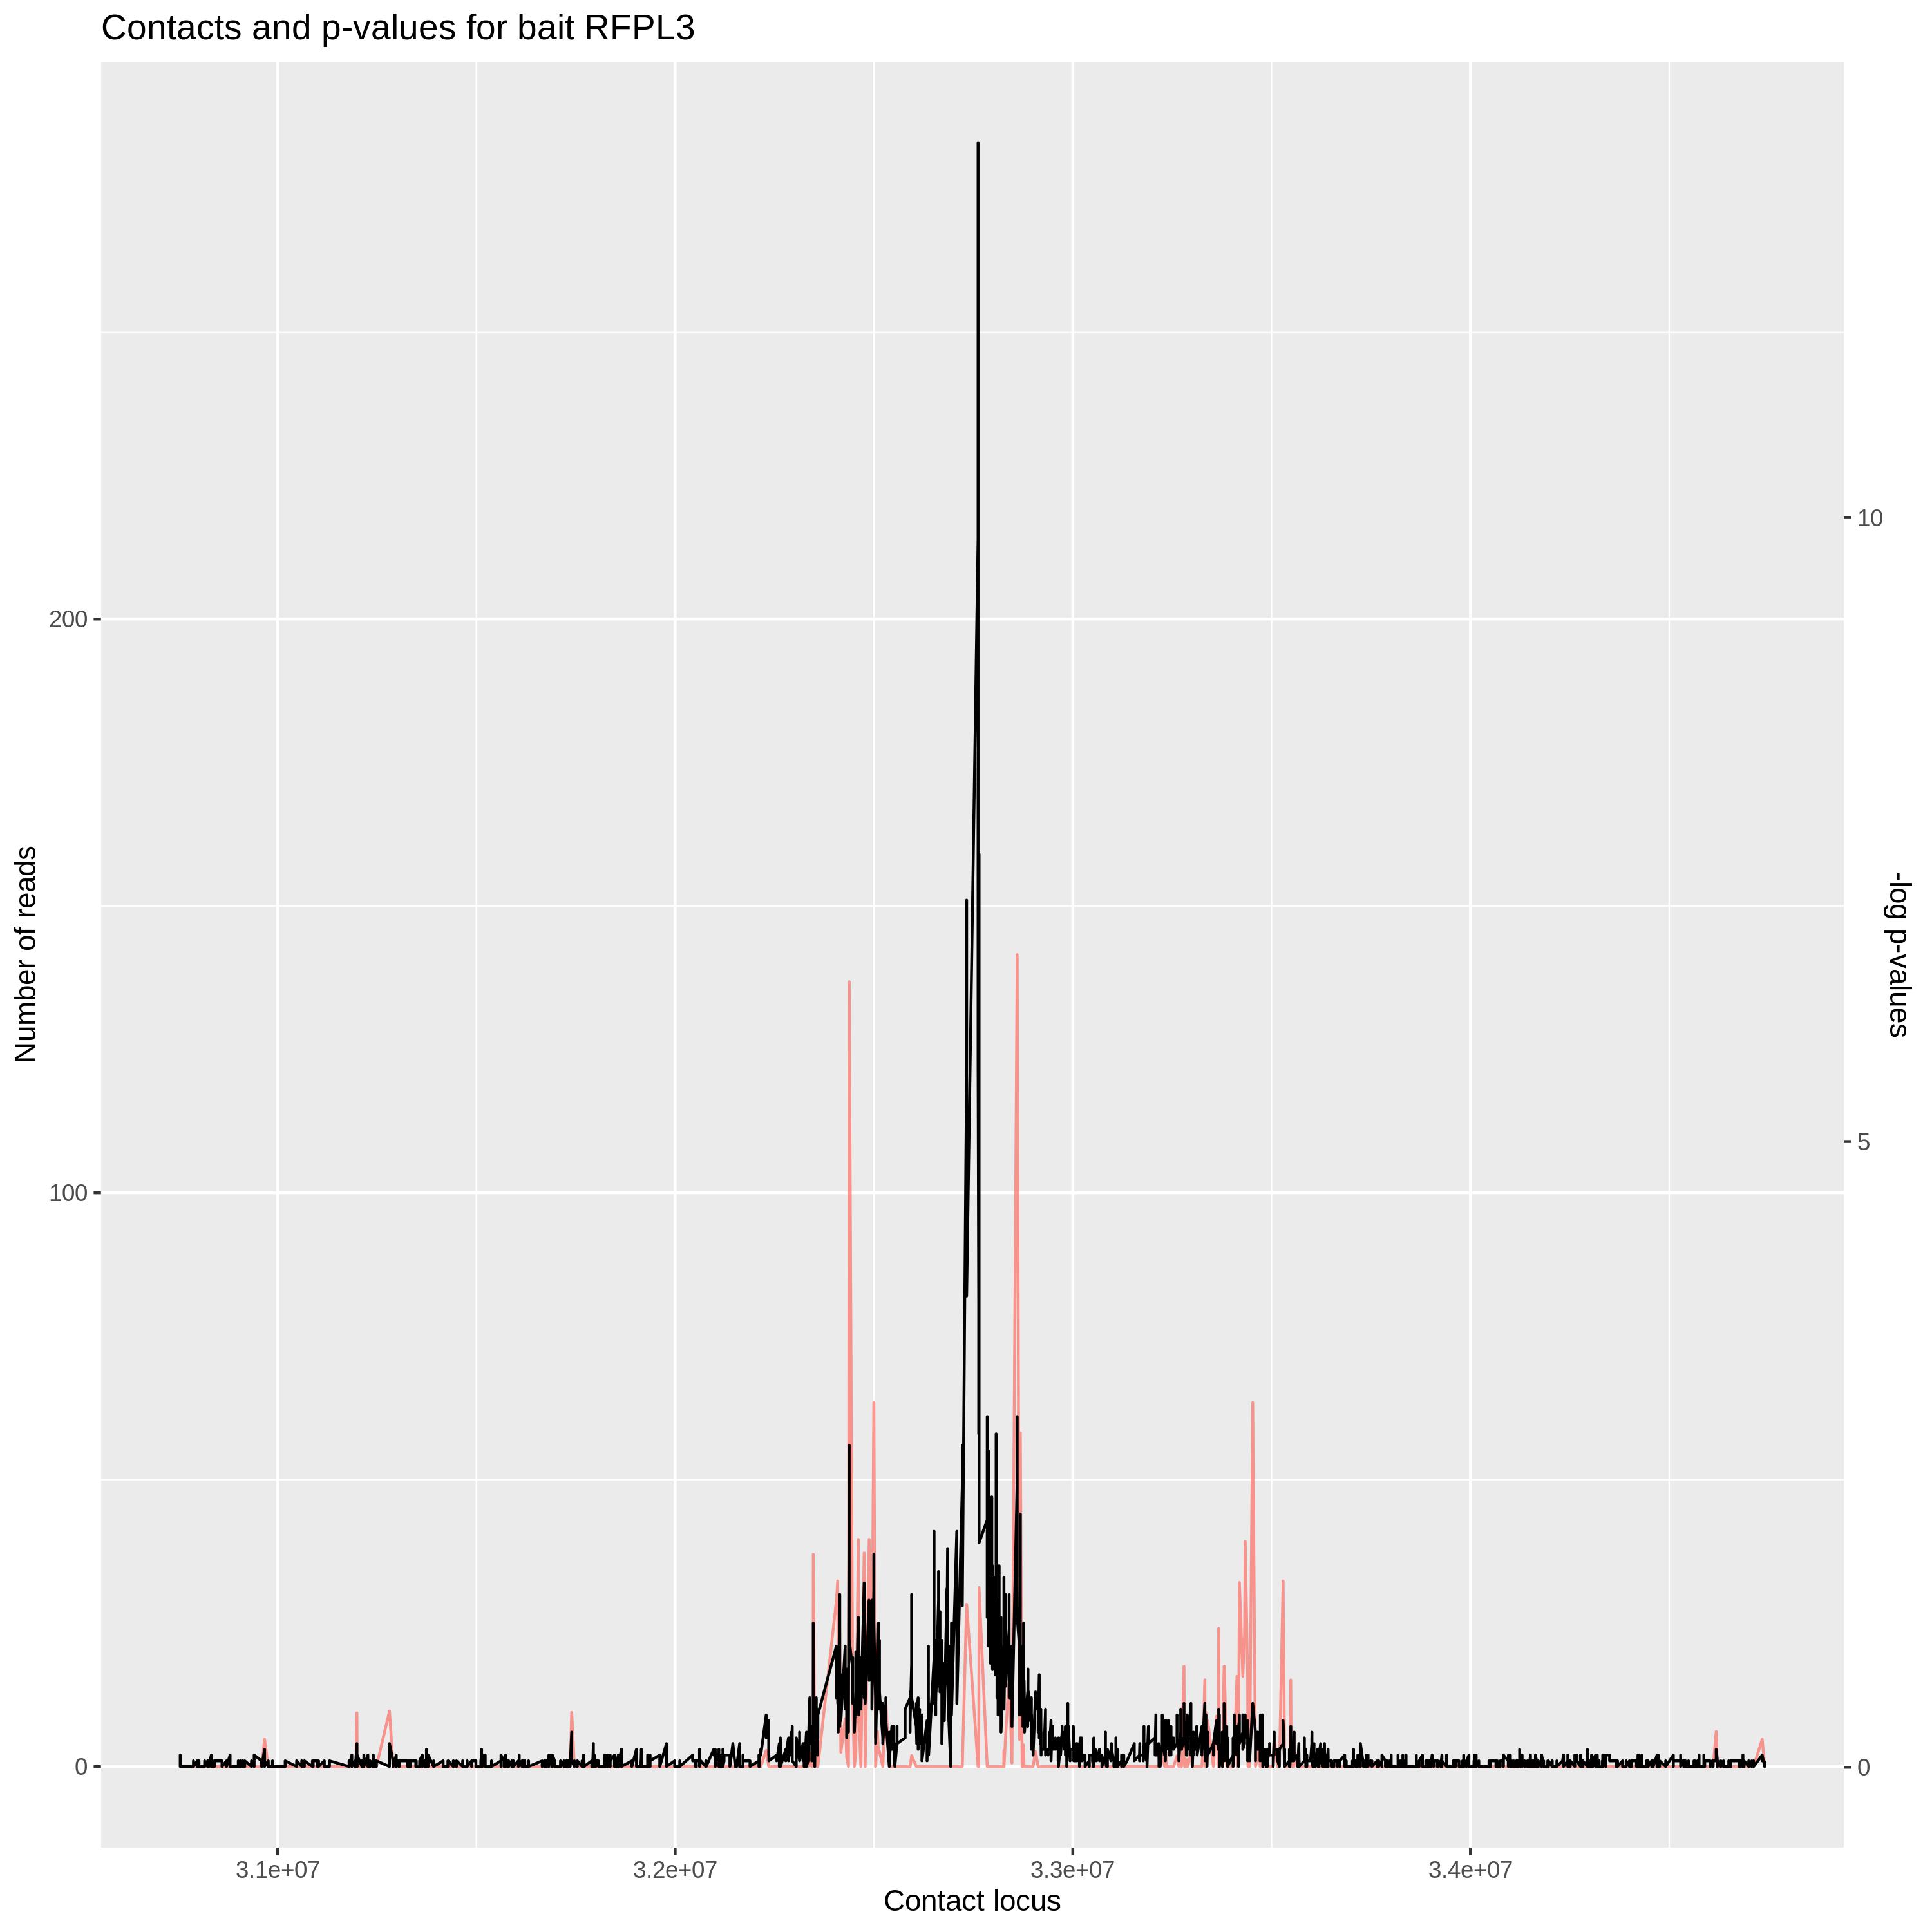 Contacts and p-values for bait RFPL3
Number of reads
200
100
0
10
5
0
-log p-values
3.1e+07 3.2e+07 3.3e+07 3.4e+07
Contact locus